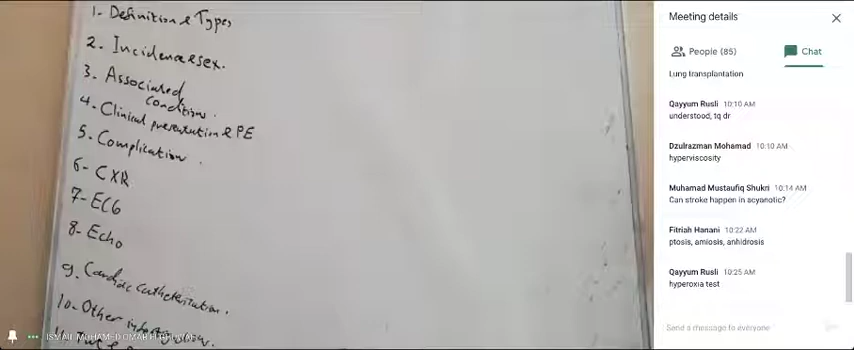 1- Definition & Types
2. Incidence & sex.
3. Associated
conditions.
4. Clinical presentation & PE
5. Complication.
6- CXR
7- ECG
8- Echo
9. Cardiac Catheterization.
10- Other
11-
ISMAIL MOHAMED OMAR
Meeting details
People (85)
Chat
Lung transplantation
Qayyum Rusli 10:10 AM
understood, tq dr
Dzulrazman Mohamad 10:10 AM
hyperviscosity
Muhamad Mustaufiq Shukri 10:14 AM
Can stroke happen in acyanotic?
Fitriah Hanani 10:22 AM
ptosis, amiosis, anhidrosis
Qayyum Rusli 10:25 AM
hyperoxia test
Send a message to everyone